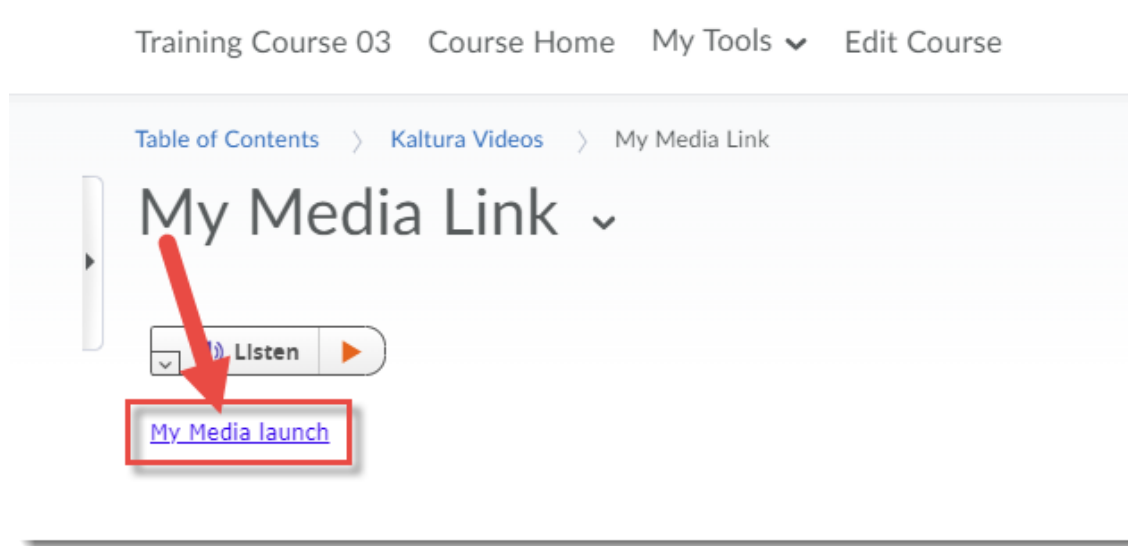 Training Course 03 Course Home My Tools Edit Course
Table of Contents > Kaltura Videos > My Media Link
My Media Link
Listen
My Media launch